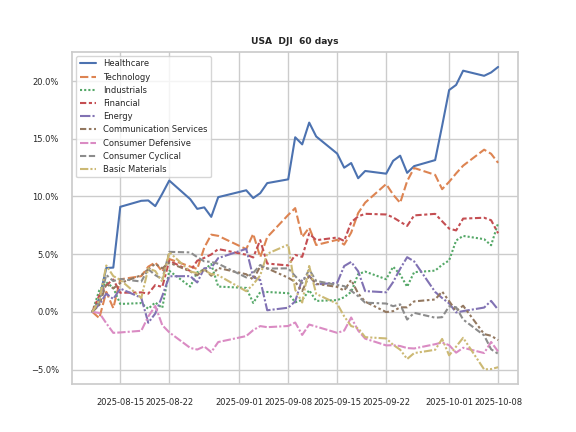 USA DJI 60 days
Healthcare
Technology
Industrials
Financial
Energy
Communication Services
Consumer Defensive
Consumer Cyclical
Basic Materials
20.0%
15.0%
10.0%
5.0%
0.0%
−5.0%
2025-08-15 2025-08-22 2025-09-01 2025-09-08 2025-09-15 2025-09-22 2025-10-01 2025-10-08